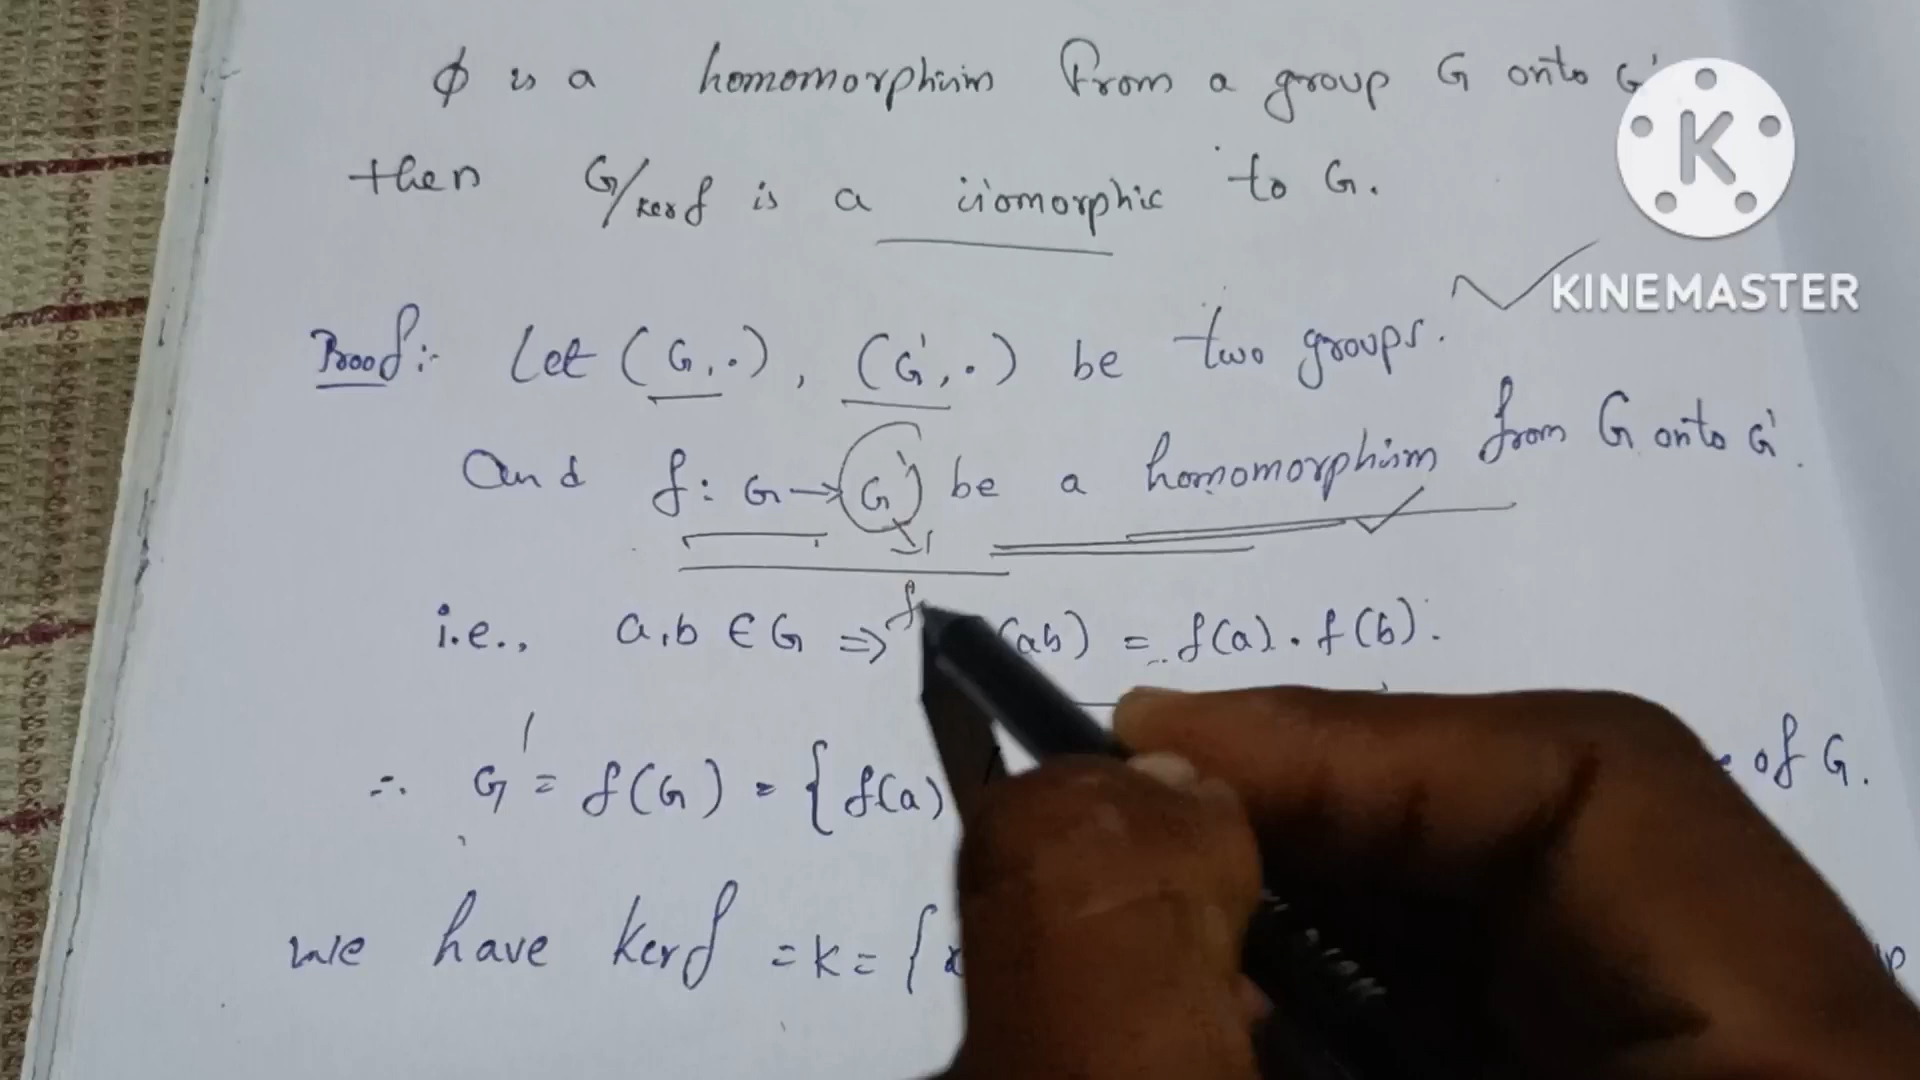 ϕ is a homomorphism from a group G onto G'
then G/kerf is a isomorphic to G.
KINEMASTER
Proof:- Let (G,.), (G',.) be two groups.
And f: G→G' be a homomorphism from G onto G'.
i.e., a,b ∈ G ⇒ (ab) = f(a).f(b).
∴ G' = f(G) = {f(a) of G.
we have kerf = K = {x